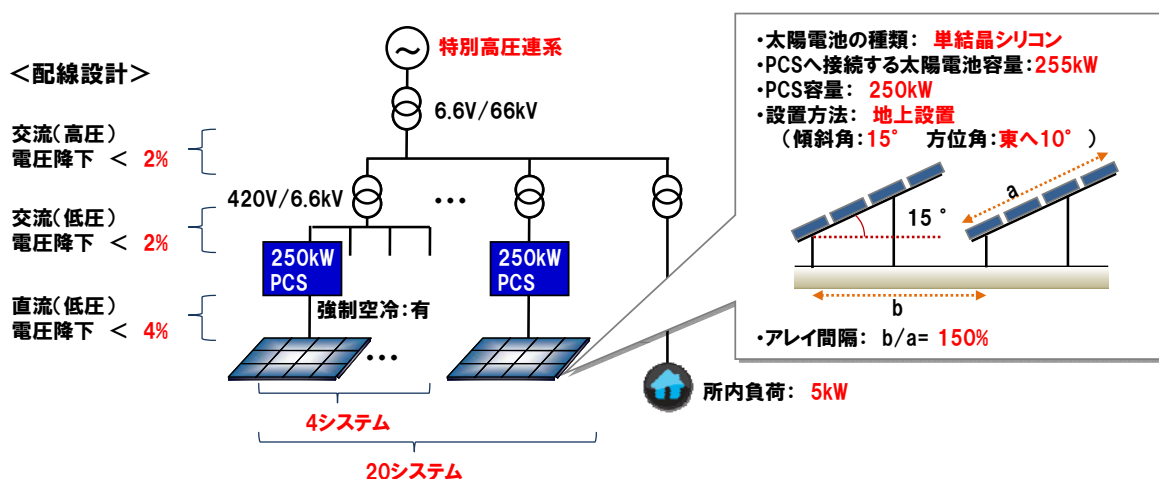 特別高圧連系
<配線設計>
6.6V/66kV
交流(高圧)
電圧降下 < 2%
420V/6.6kV
・・・
交流(低圧)
電圧降下 < 2%
250kW
PCS
250kW
PCS
強制空冷:有
直流(低圧)
電圧降下 < 4%
・・・
4システム
20システム
所内負荷: 5kW
・太陽電池の種類: 単結晶シリコン
・PCSへ接続する太陽電池容量:255kW
・PCS容量: 250kW
・設置方法: 地上設置
(傾斜角:15° 方位角:東へ10° )
a
15 °
b
・アレイ間隔: b/a= 150%